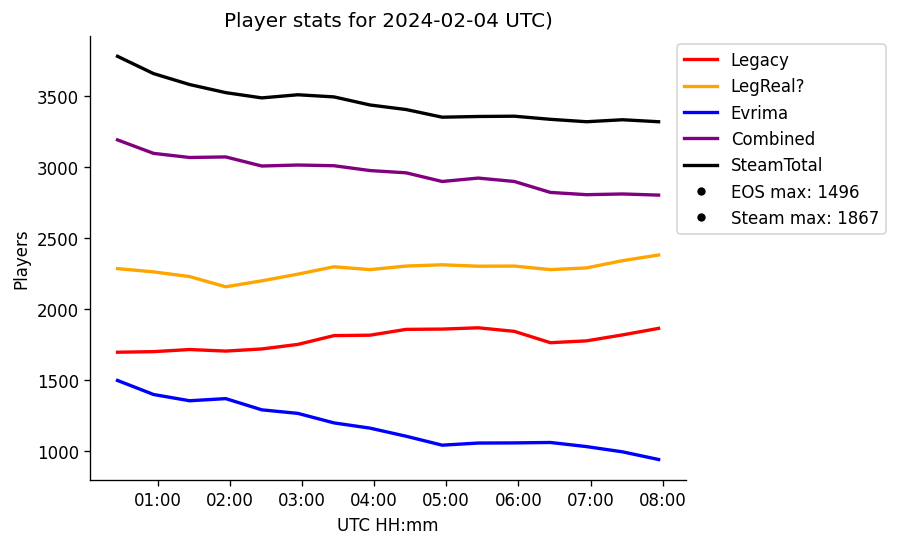 Player stats for 2024-02-04 UTC)
Legacy
LegReal?
Evrima
Combined
SteamTotal
EOS max: 1496
Steam max: 1867
Players
3500
3000
2500
2000
1500
1000
01:00 02:00 03:00 04:00 05:00 06:00 07:00 08:00
UTC HH:mm